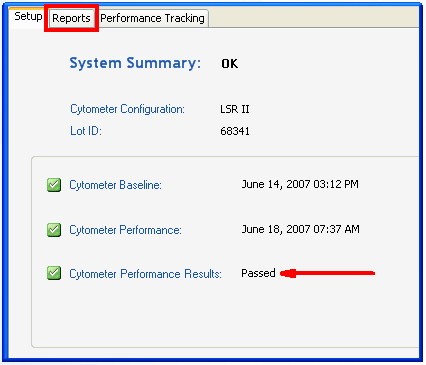 Setup Reports Performance Tracking
System Summary: OK
Cytometer Configuration: LSR II
Lot ID: 68341
Cytometer Baseline: June 14, 2007 03:12 PM
Cytometer Performance: June 18, 2007 07:37 AM
Cytometer Performance Results: Passed